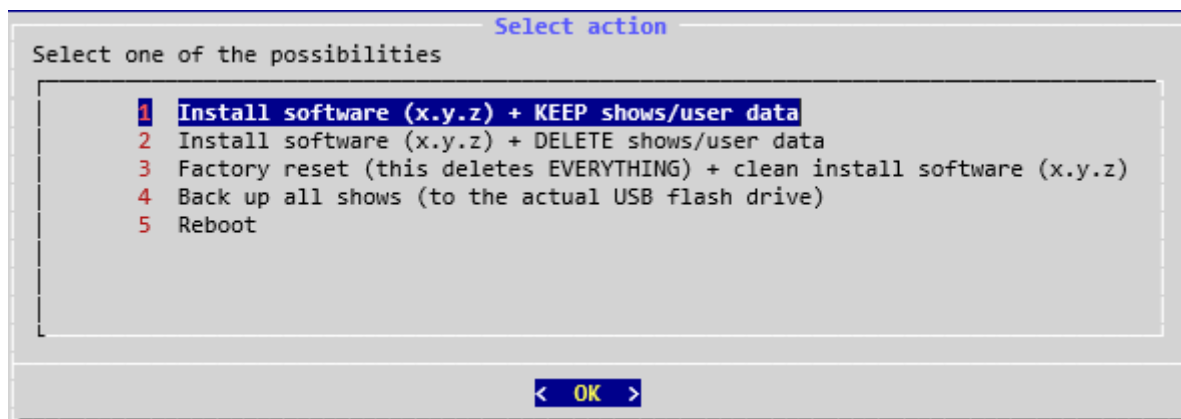 Select action
Select one of the possibilities
1 Install software (x.y.z) + KEEP shows/user data
2 Install software (x.y.z) + DELETE shows/user data
3 Factory reset (this deletes EVERYTHING) + clean install software (x.y.z)
4 Back up all shows (to the actual USB flash drive)
5 Reboot
< OK >